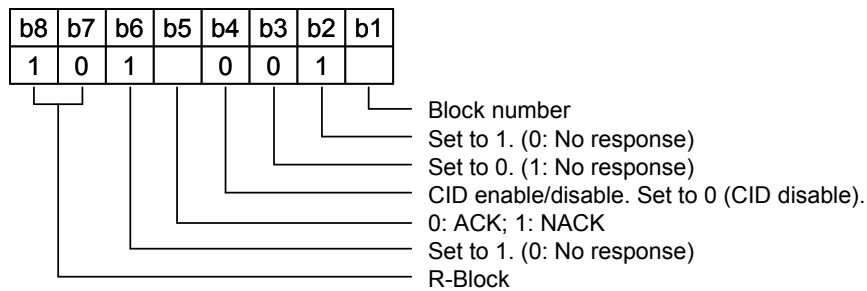 b8 b7 b6 b5 b4 b3 b2 b1
1 0 1 0 0 1
Block number
Set to 1. (0: No response)
Set to 0. (1: No response)
CID enable/disable. Set to 0 (CID disable).
0: ACK; 1: NACK
Set to 1. (0: No response)
R-Block